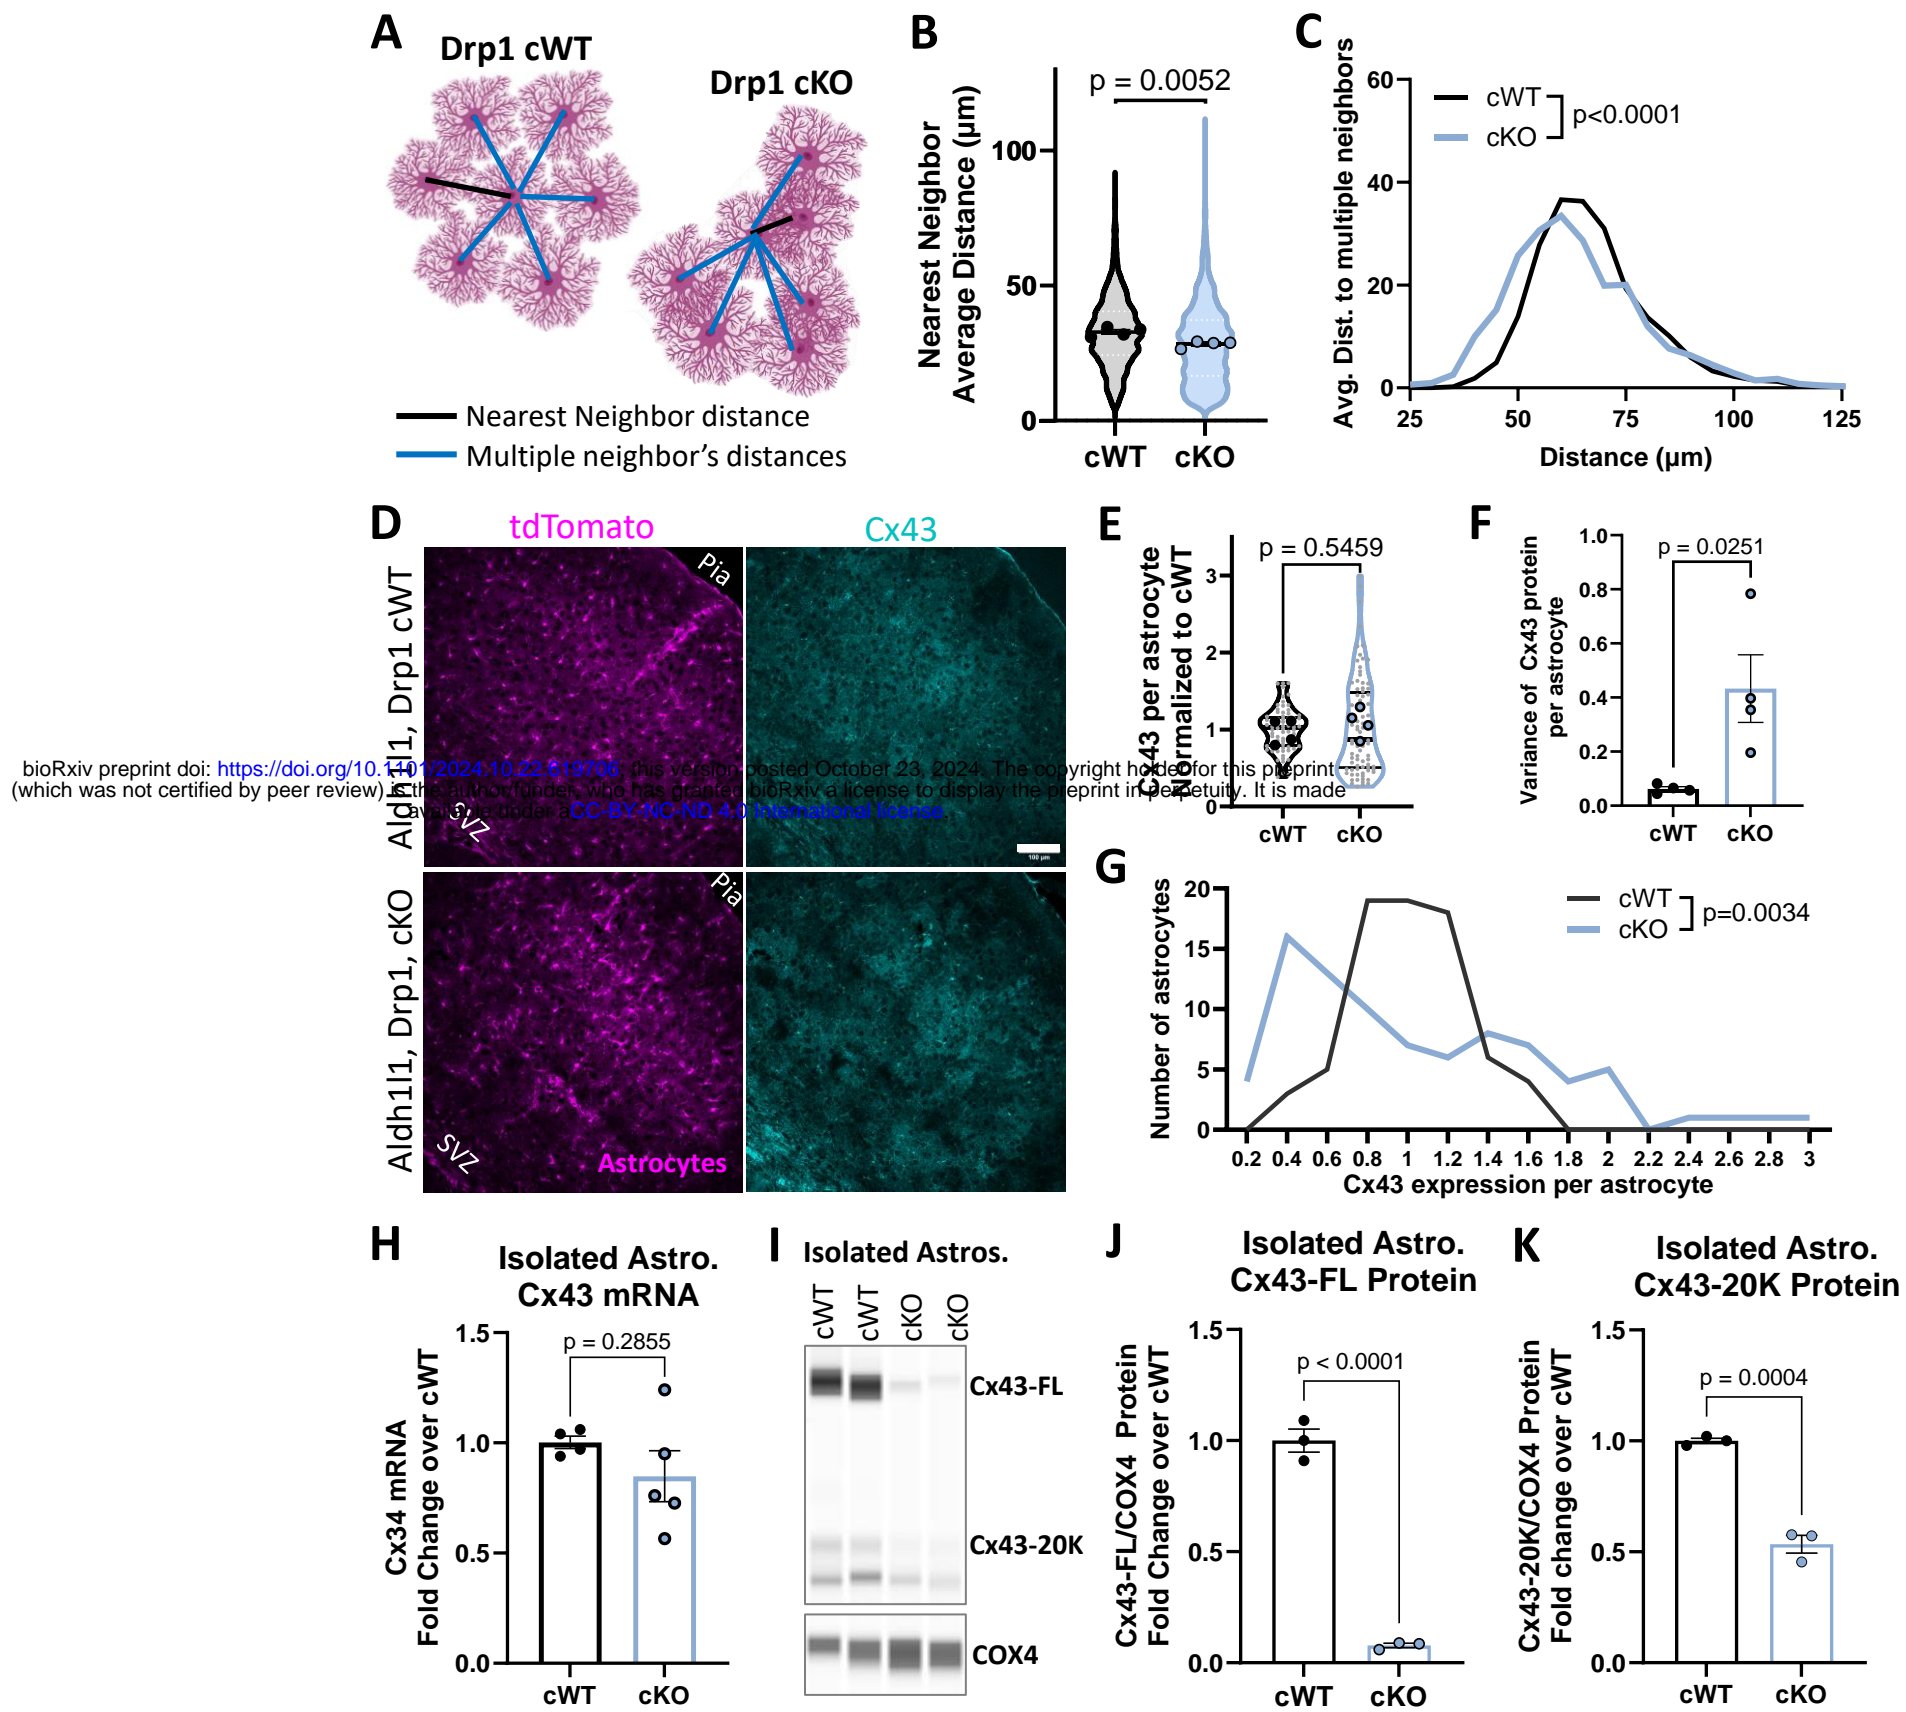 A
Drp1 cWT
Drp1 cKO
Nearest Neighbor distance
Multiple neighbor's distances
B
Nearest Neighbor
Average Distance (µm)
p = 0.0052
100
50
0
cWT
cKO
C
Avg. Dist. to multiple neighbors
60
40
20
0
cWT
cKO
p<0.0001
25
50
75
100
125
Distance (µm)
D
tdTomato
Cx43
Aldh1l1, Drp1 cWT
Pia
SVZ
100 µm
Aldh1l1, Drp1, cKO
Pia
SVZ
Astrocytes
bioRxiv preprint doi: https://doi.org/10.1101/2024.10.22.619706; this version posted October 23, 2024. The copyright holder for this preprint
(which was not certified by peer review) is the author/funder, who has granted bioRxiv a license to display the preprint in perpetuity. It is made
available under aCC-BY-NC-ND 4.0 International license.
E
Cx43 per astrocyte
Normalized to cWT
p = 0.5459
3
2
1
0
cWT
cKO
F
Variance of Cx43 protein
per astrocyte
p = 0.0251
1.0
0.8
0.6
0.4
0.2
0.0
cWT
cKO
G
Number of astrocytes
20
15
10
5
0
cWT
cKO
p=0.0034
0.2 0.4 0.6 0.8 1 1.2 1.4 1.6 1.8 2 2.2 2.4 2.6 2.8 3
Cx43 expression per astrocyte
H
Isolated Astro.
Cx43 mRNA
Cx34 mRNA
Fold Change over cWT
p = 0.2855
1.5
1.0
0.5
0.0
cWT
cKO
I
Isolated Astros.
cWT
cWT
cKO
cKO
Cx43-FL
Cx43-20K
COX4
J
Isolated Astro.
Cx43-FL Protein
Cx43-FL/COX4 Protein
Fold Change over cWT
p < 0.0001
1.5
1.0
0.5
0.0
cWT
cKO
K
Isolated Astro.
Cx43-20K Protein
Cx43-20K/COX4 Protein
Fold change over cWT
p = 0.0004
1.5
1.0
0.5
0.0
cWT
cKO